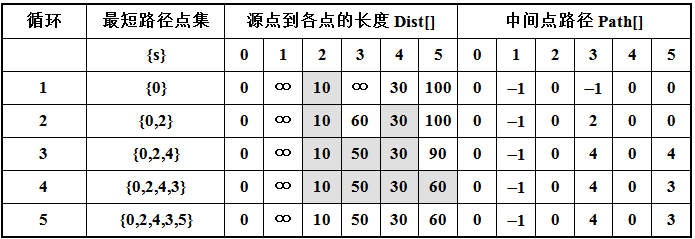 循环 最短路径点集 源点到各点的长度 Dist[] 中间点路径 Path[]
{s} 0 1 2 3 4 5 0 1 2 3 4 5
1 {0} 0 ∞ 10 ∞ 30 100 0 –1 0 –1 0 0
2 {0,2} 0 ∞ 10 60 30 100 0 –1 0 2 0 0
3 {0,2,4} 0 ∞ 10 50 30 90 0 –1 0 4 0 4
4 {0,2,4,3} 0 ∞ 10 50 30 60 0 –1 0 4 0 3
5 {0,2,4,3,5} 0 ∞ 10 50 30 60 0 –1 0 4 0 3